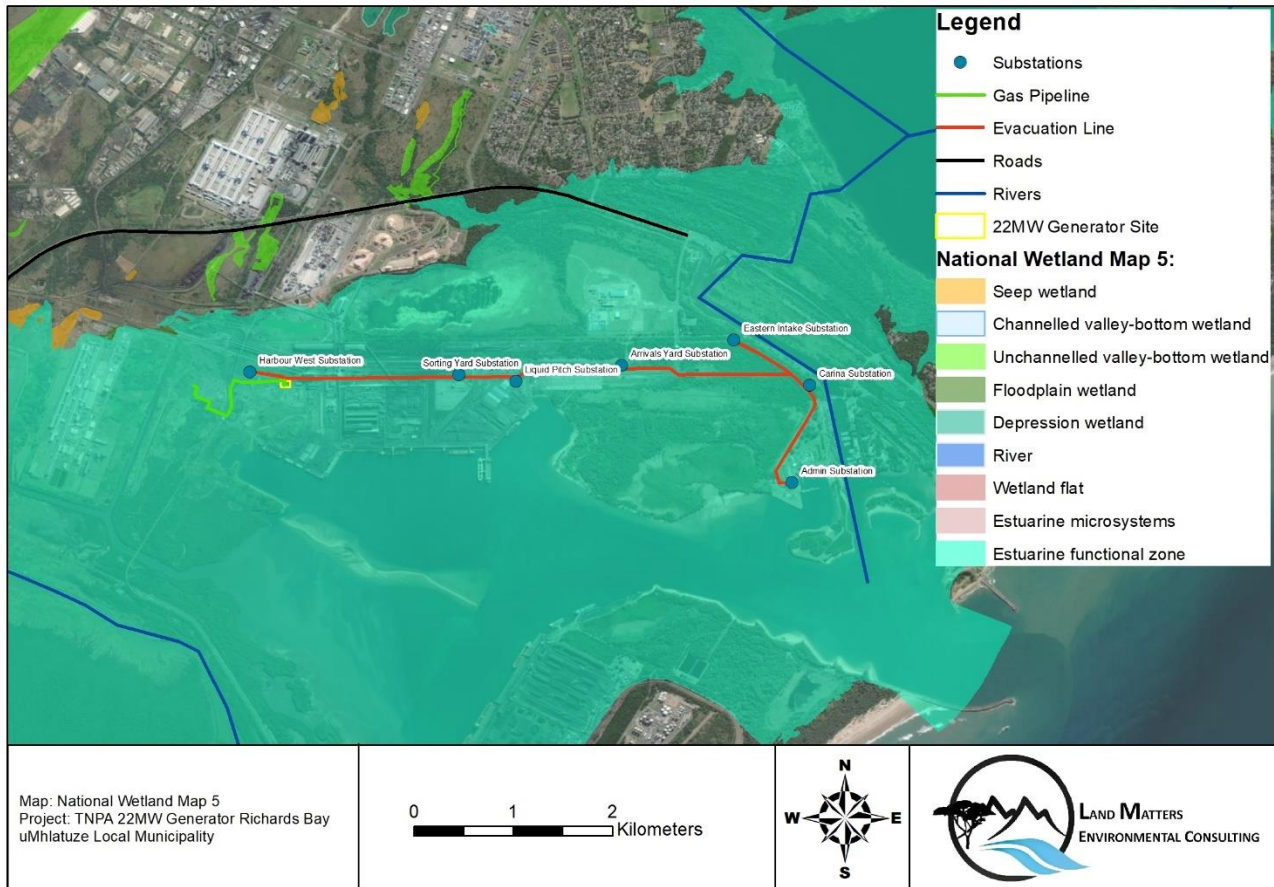 Legend
Substations
Gas Pipeline
Evacuation Line
Roads
Rivers
22MW Generator Site
National Wetland Map 5:
Seep wetland
Channelled valley-bottom wetland
Unchannelled valley-bottom wetland
Floodplain wetland
Depression wetland
River
Wetland flat
Estuarine microsystems
Estuarine functional zone
Eastern Intake Substation
Harbour West Substation
Sorting Yard Substation
Arrivals Yard Substation
Liquid Pitch Substation
Carina Substation
Admin Substation
Map: National Wetland Map 5
Project: TNPA 22MW Generator Richards Bay
uMhlatuze Local Municipality
0 1 2
Kilometers
N
W E
S
LAND MATTERS
ENVIRONMENTAL CONSULTING